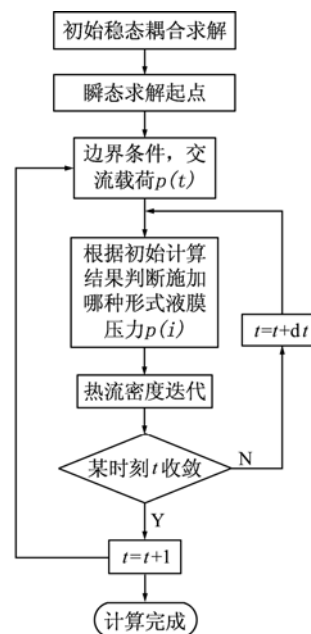 初始稳态耦合求解
瞬态求解起点
边界条件，交
流载荷p(t)
根据初始计算
结果判断施加
哪种形式液膜
压力p(i)
t=t+dt
热流密度迭代
某时刻t收敛
N
Y
t=t+1
计算完成